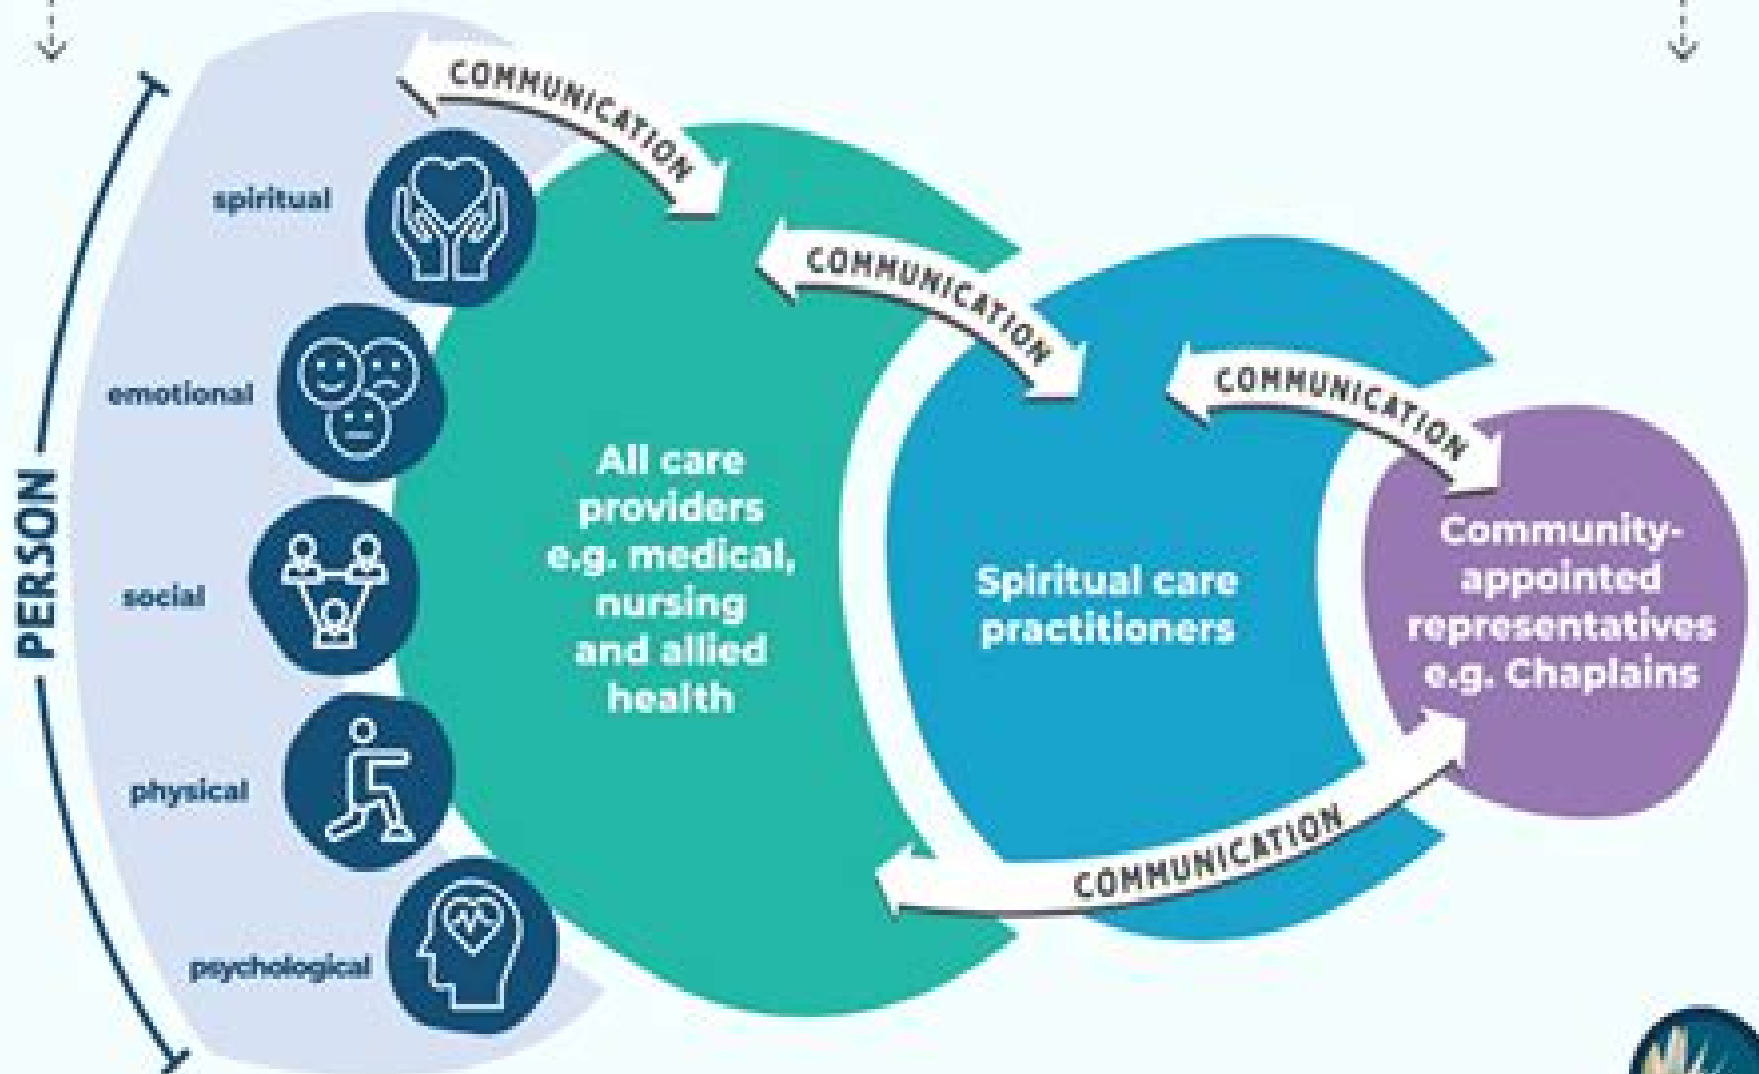 PERSON
spiritual
emotional
social
physical
psychological
COMMUNICATION
All care
providers
e.g. medical,
nursing
and allied
health
COMMUNICATION
Spiritual care
practitioners
COMMUNICATION
Community-
appointed
representatives
e.g. Chaplains
COMMUNICATION